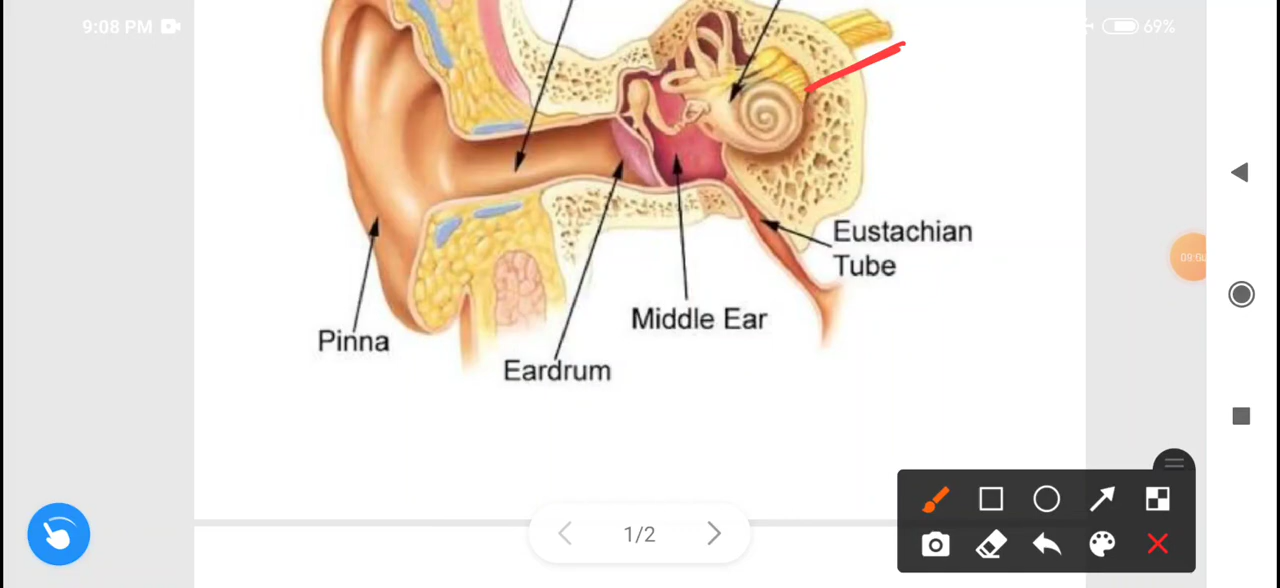 9:08 PM
69%
Eustachian
Tube
Middle Ear
Pinna
Eardrum
1/2